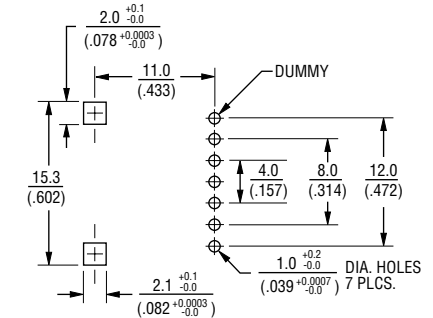 2.0 +0.1 -0.0
(.078 +0.0003 -0.0)
11.0
(.433)
DUMMY
15.3
(.602)
4.0
(.157)
8.0
(.314)
12.0
(.472)
2.1 +0.1 -0.0
(.082 +0.0003 -0.0)
1.0 +0.2 -0.0
(.039 +0.0007 -0.0)
DIA. HOLES
7 PLCS.